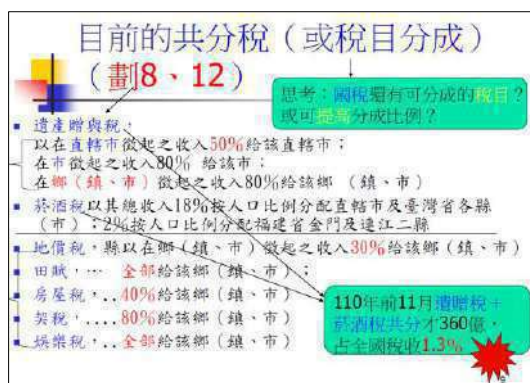 目前的共分稅（或稅目分成）
（劃8、12）
思考：國稅還有可分成的稅目？
或可提高分成比例？
遺產贈與稅，
以在直轄市徵起之收入50%給該直轄市；
在市徵起之收入80% 給該市；
在鄉（鎮、市）徵起之收入80%給該鄉（鎮、市）
菸酒稅以其總收入18%按人口比例分配直轄市及臺灣省各縣
（市）；2%按人口比例分配福建省金門及連江二縣
地價稅，縣以在鄉（鎮、市）徵起之收入30%給該鄉（鎮、市）
田賦，… 全部給該鄉（鎮、市）；
房屋稅，..40%給該鄉（鎮、市）
契稅，....80%給該鄉（鎮、市）
娛樂稅，..全部給該鄉（鎮、市）
110年前11月遺贈稅＋
菸酒稅共分才360億，
占全國稅收1.3%